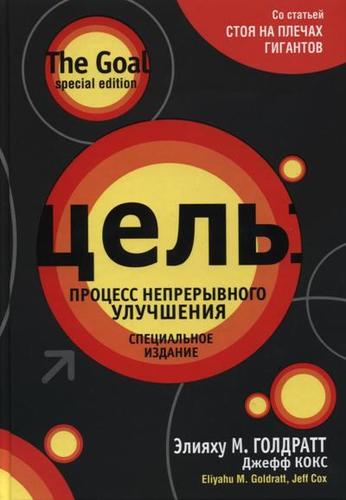 Со статьей
СТОЯ НА ПЛЕЧАХ
ГИГАНТОВ
The Goal
special edition
цель
ПРОЦЕСС НЕПРЕРЫВНОГО
УЛУЧШЕНИЯ
СПЕЦИАЛЬНОЕ
ИЗДАНИЕ
Элияху М. ГОЛДРАТТ
Джефф КОКС
Eliyahu M. Goldratt, Jeff Cox